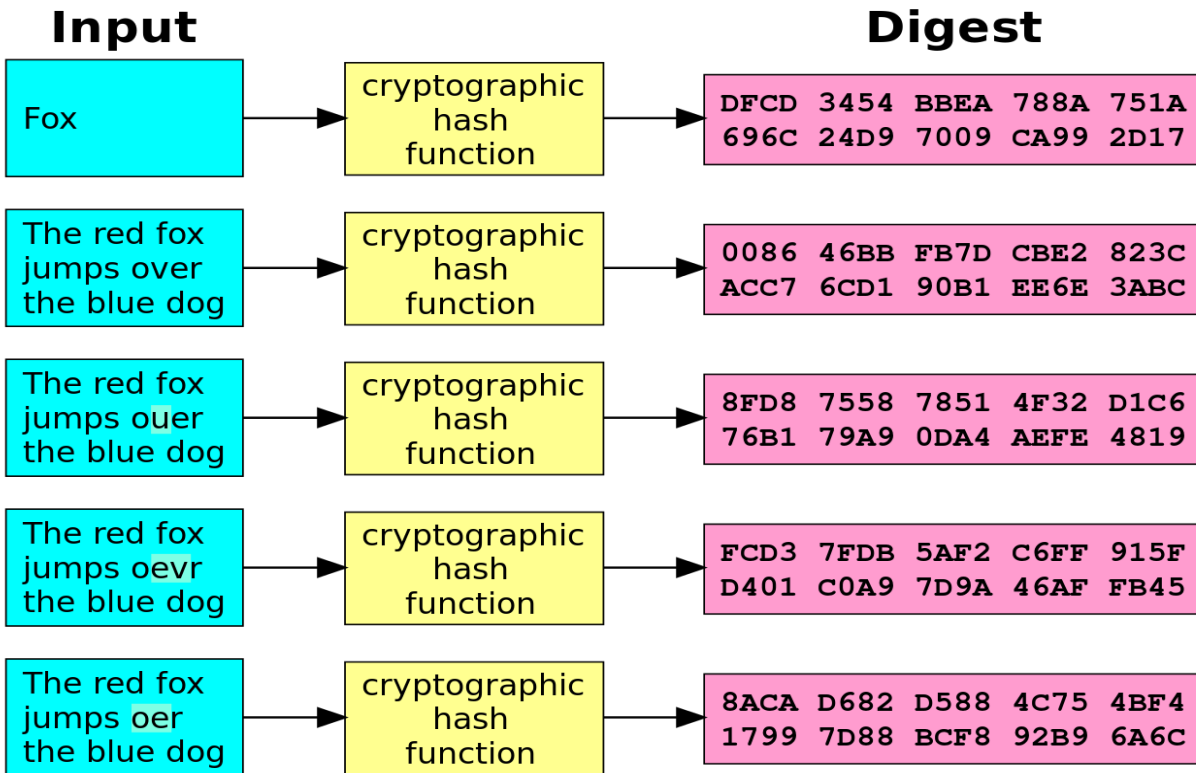 Input
Digest
Fox
cryptographic
hash
function
DFCD 3454 BBEA 788A 751A
696C 24D9 7009 CA99 2D17
The red fox
jumps over
the blue dog
cryptographic
hash
function
0086 46BB FB7D CBE2 823C
ACC7 6CD1 90B1 EE6E 3ABC
The red fox
jumps ouer
the blue dog
cryptographic
hash
function
8FD8 7558 7851 4F32 D1C6
76B1 79A9 0DA4 AEFE 4819
The red fox
jumps oevr
the blue dog
cryptographic
hash
function
FCD3 7FDB 5AF2 C6FF 915F
D401 C0A9 7D9A 46AF FB45
The red fox
jumps oer
the blue dog
cryptographic
hash
function
8ACA D682 D588 4C75 4BF4
1799 7D88 BCF8 92B9 6A6C